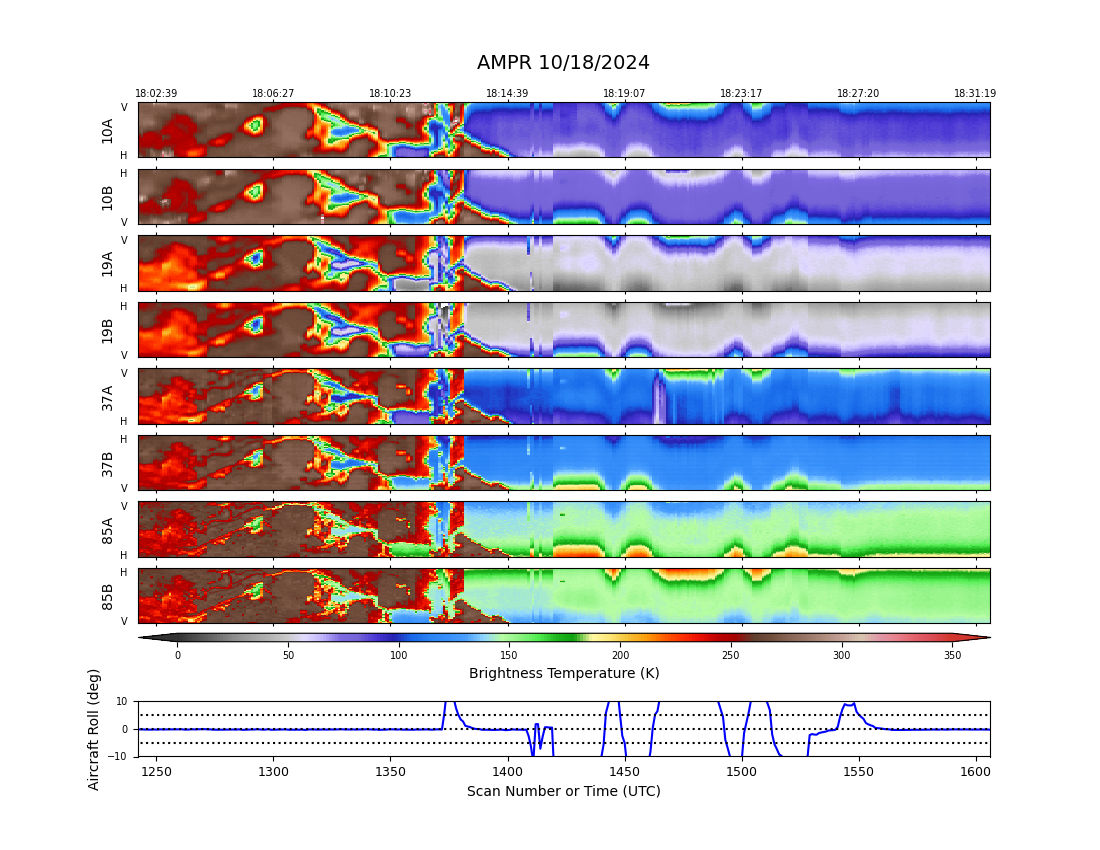 AMPR 10/18/2024
18:02:39 18:06:27 18:10:23 18:14:39 18:19:07 18:23:17 18:27:20 18:31:19
V
10A
H
H
10B
V
V
19A
H
H
19B
V
V
37A
H
H
37B
V
V
85A
H
H
85B
V
0 50 100 150 200 250 300 350
Brightness Temperature (K)
Aircraft Roll (deg)
10
0
−10
1250 1300 1350 1400 1450 1500 1550 1600
Scan Number or Time (UTC)